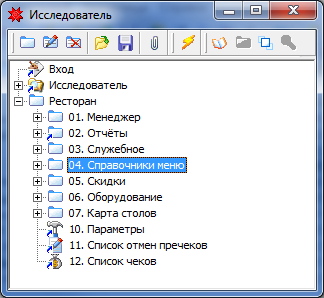 Исследователь
Вход
Исследователь
Ресторан
01. Менеджер
02. Отчёты
03. Служебное
04. Справочники меню
05. Скидки
06. Оборудование
07. Карта столов
10. Параметры
11. Список отмен пречеков
12. Список чеков